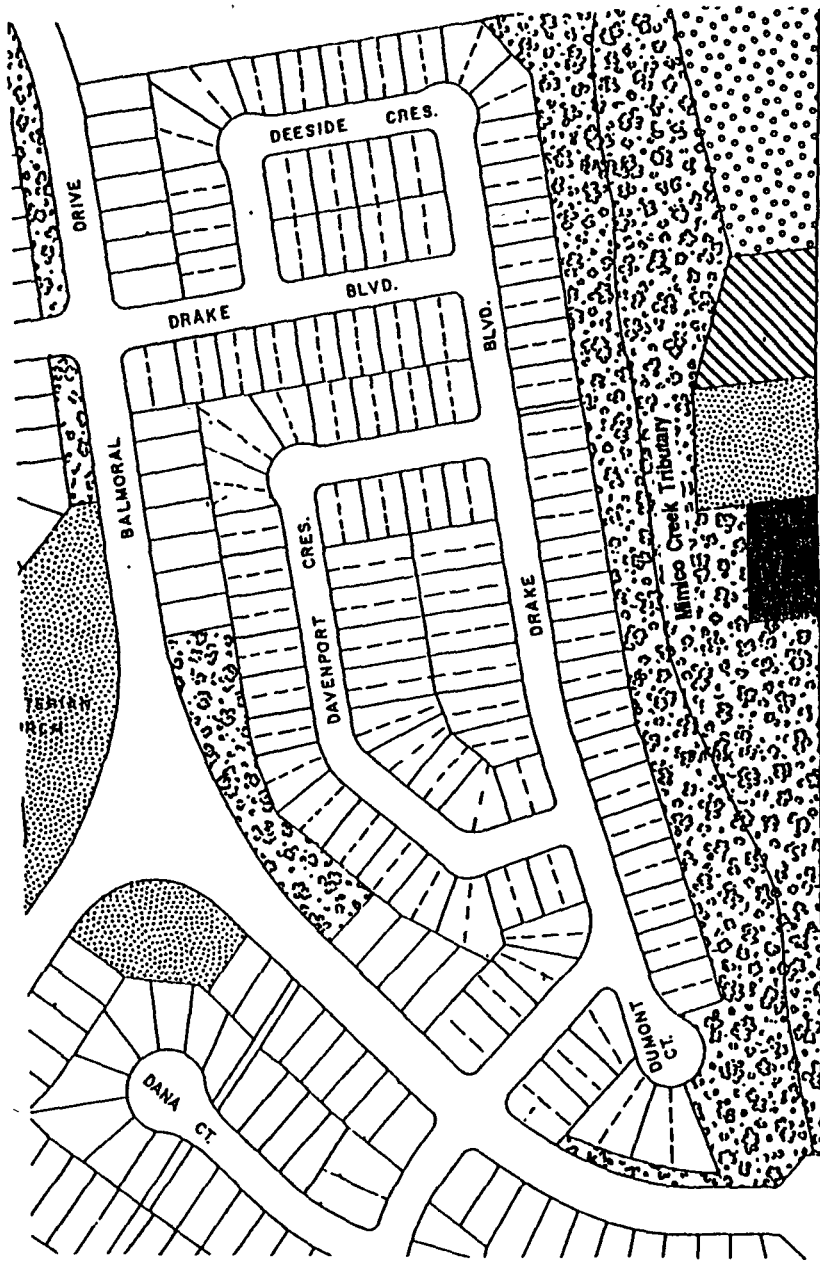 DEESIDE CRES.
DRIVE
DRAKE BLVD.
BLVD.
BALMORAL
Mimico Creek Tributary
CRES.
DAVENPORT
DRAKE
DUMONT
CT.
DANA
CT.